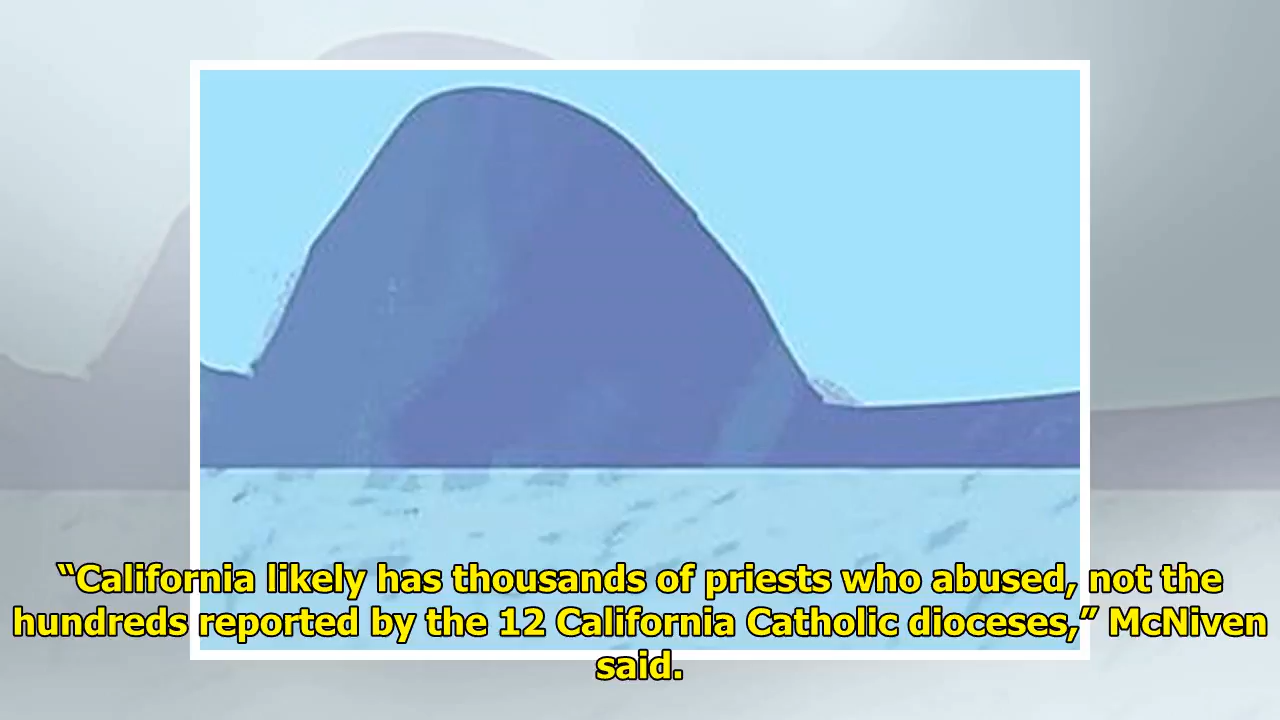 “California likely has thousands of priests who abused, not the
hundreds reported by the 12 California Catholic dioceses,” McNiven
said.